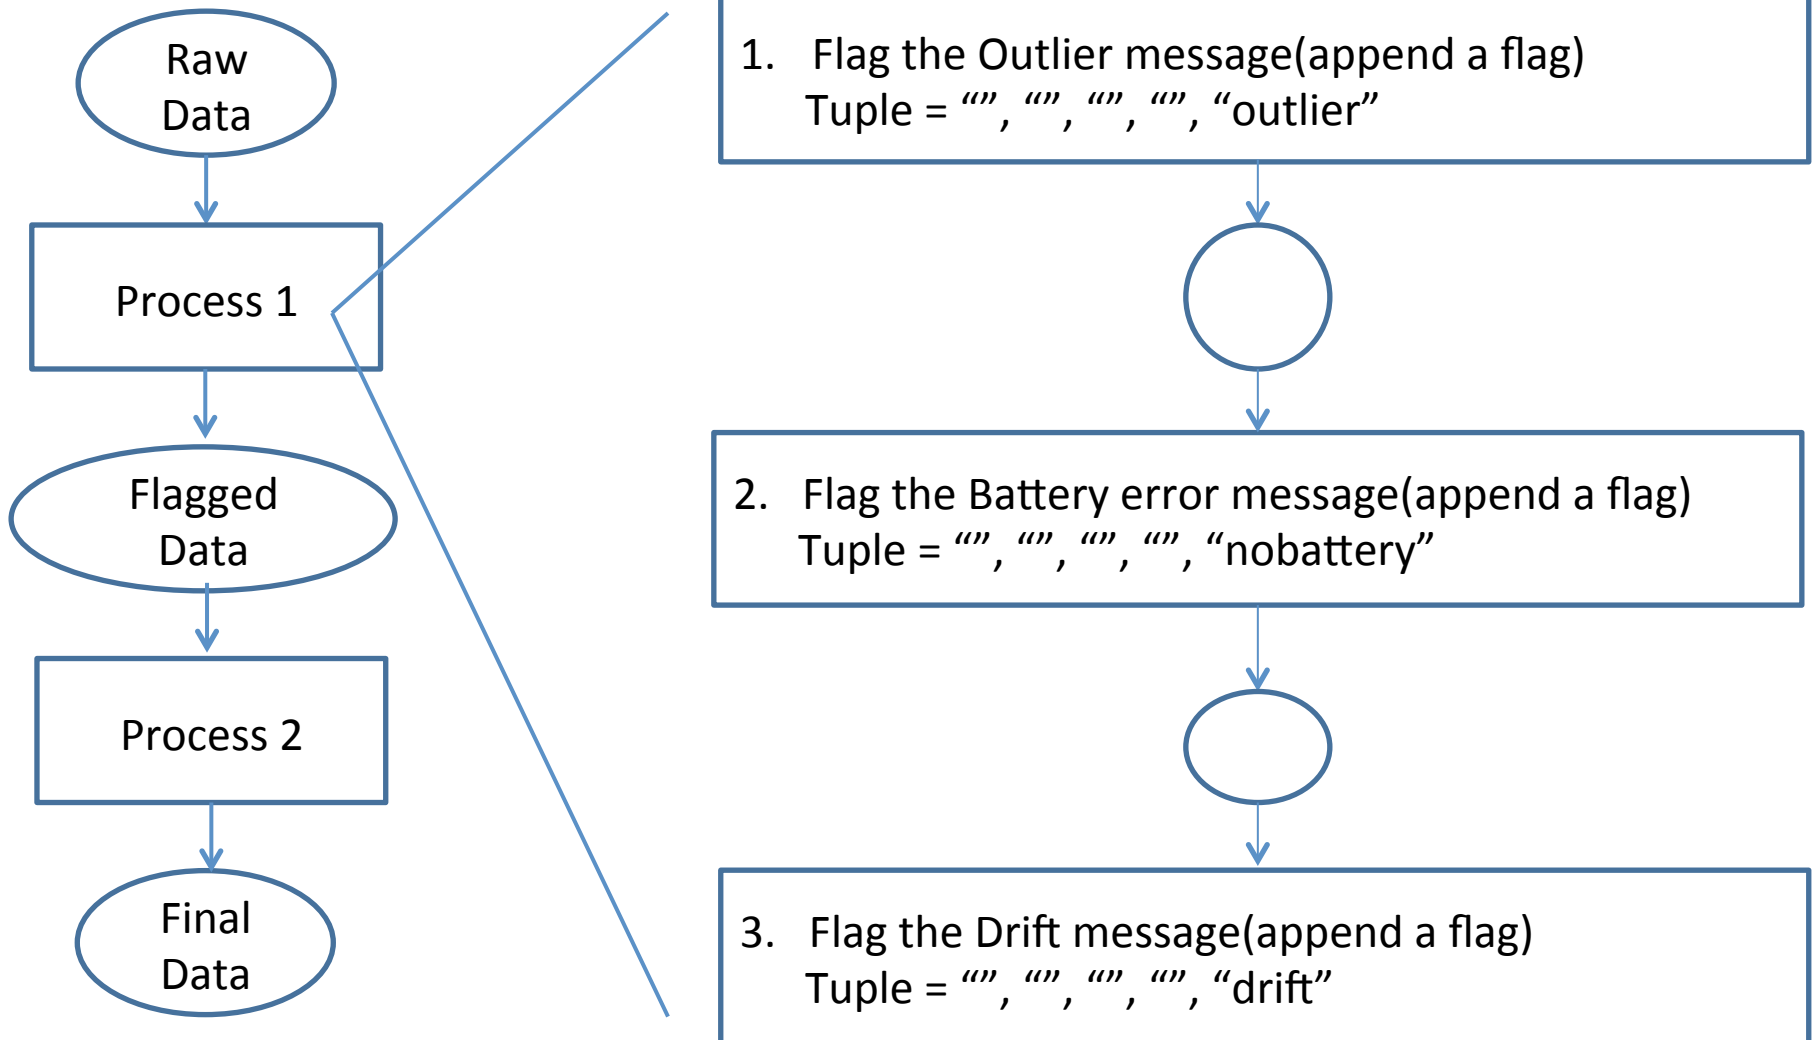 Raw
Data
Process 1
Flagged
Data
Process 2
Final
Data
1. Flag the Outlier message(append a flag)
Tuple = “”, “”, “”, “”, “outlier”
2. Flag the Battery error message(append a flag)
Tuple = “”, “”, “”, “”, “nobattery”
3. Flag the Drift message(append a flag)
Tuple = “”, “”, “”, “”, “drift”